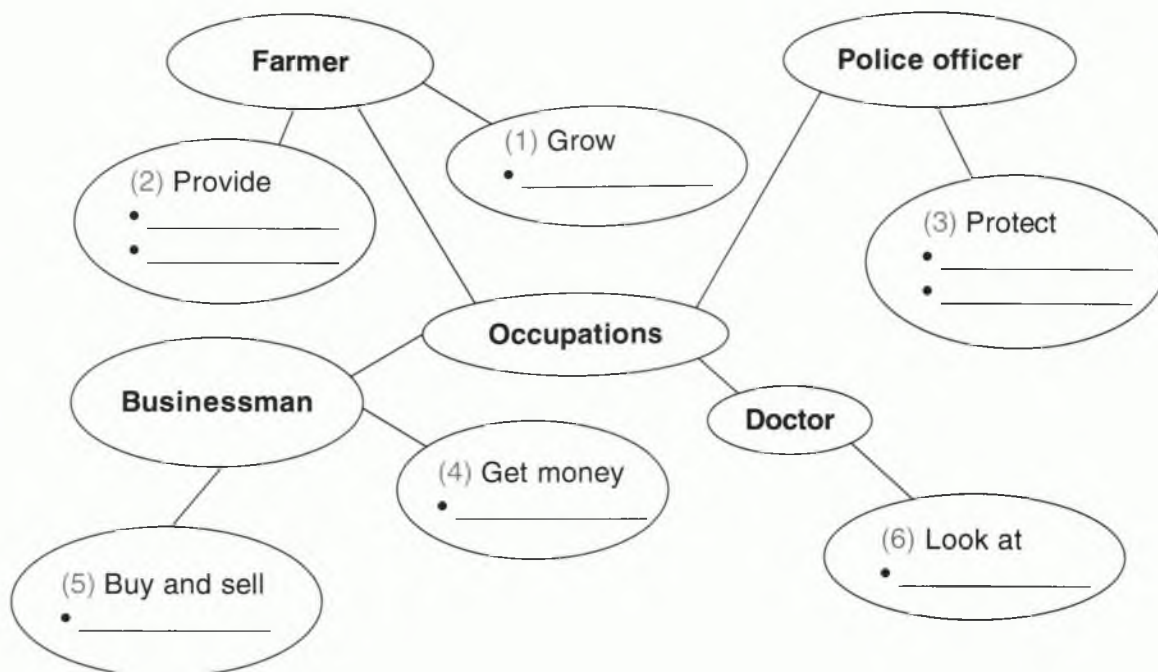 Farmer
Police officer
(1) Grow
•
(2) Provide
•
•
(3) Protect
•
•
Occupations
Businessman
Doctor
(4) Get money
•
(5) Buy and sell
•
(6) Look at
•